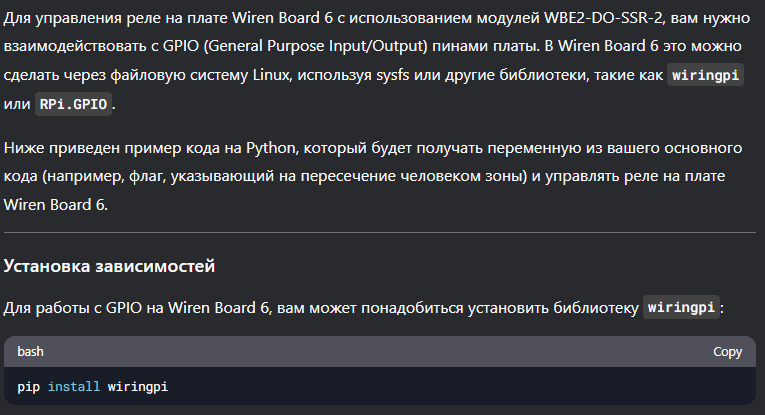 Для управления реле на плате Wiren Board 6 с использованием модулей WBE2-DO-SSR-2, вам нужно
взаимодействовать с GPIO (General Purpose Input/Output) пинами платы. В Wiren Board 6 это можно
сделать через файловую систему Linux, используя sysfs или другие библиотеки, такие как wiringpi
или RPi.GPIO.
Ниже приведен пример кода на Python, который будет получать переменную из вашего основного
кода (например, флаг, указывающий на пересечение человеком зоны) и управлять реле на плате
Wiren Board 6.
Установка зависимостей
Для работы с GPIO на Wiren Board 6, вам может понадобиться установить библиотеку wiringpi:
bash Copy
pip install wiringpi